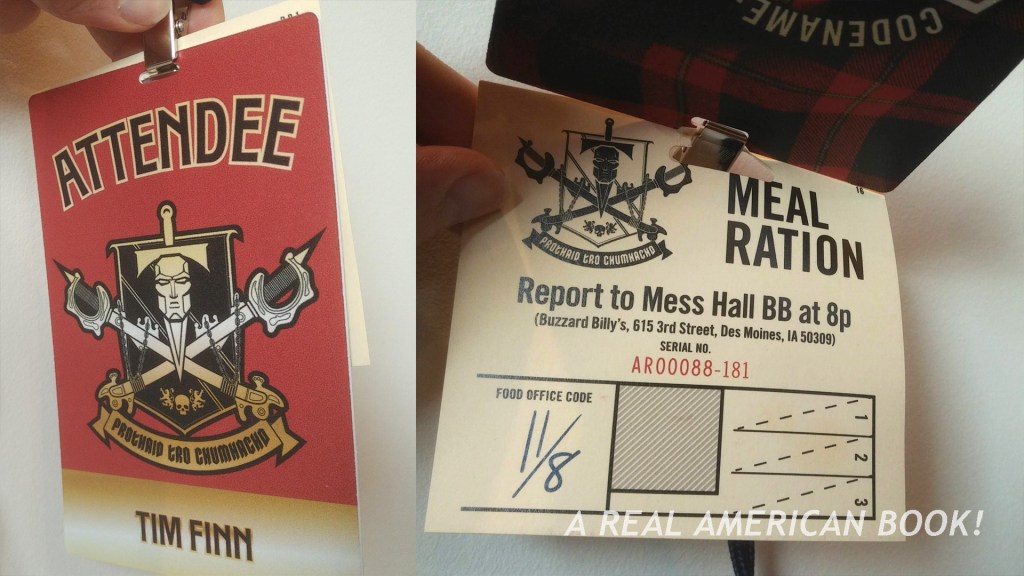 ATTENDEE
PROTHAID TRO CHUMHACHD
TIM FINN
CODENAME
PROTHAID TRO CHUMHACHD
MEAL
RATION
Report to Mess Hall BB at 8p
(Buzzard Billy's, 615 3rd Street, Des Moines, IA 50309)
SERIAL NO.
AR00088-181
FOOD OFFICE CODE
11/8
1
2
3
A REAL AMERICAN BOOK!